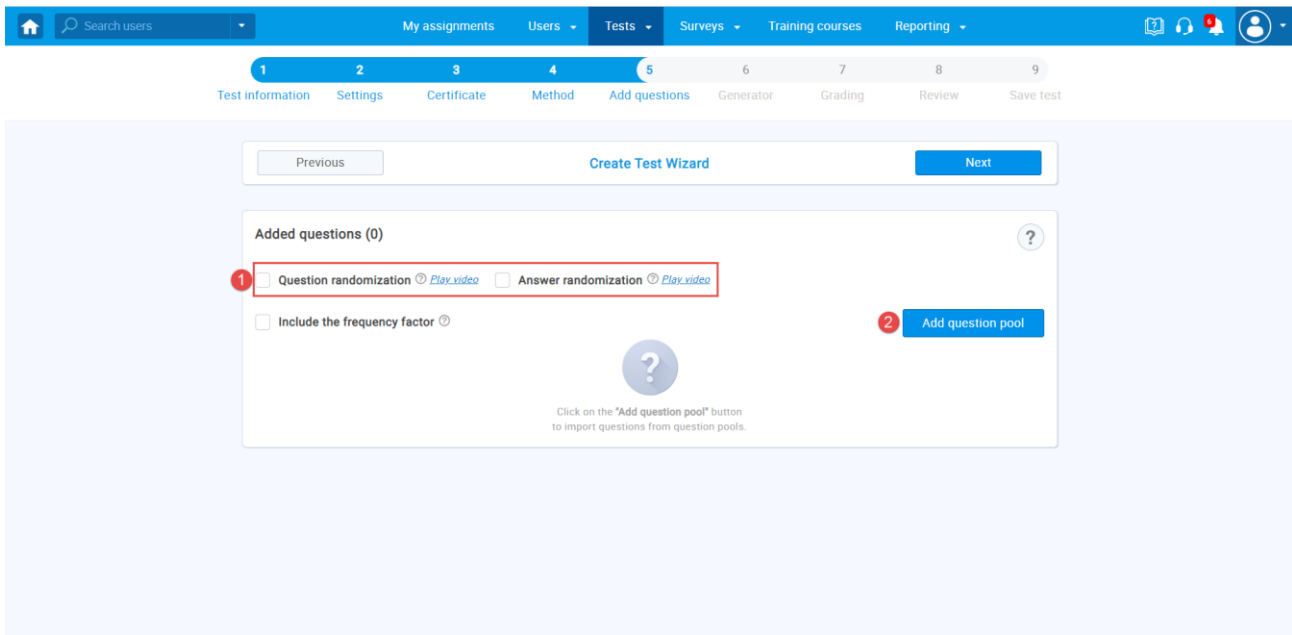 Search users My assignments Users Tests Surveys Training courses Reporting 6
1 2 3 4 5 6 7 8 9
Test information Settings Certificate Method Add questions Generator Grading Review Save test
Previous Create Test Wizard Next
Added questions (0) ?
1 Question randomization ? Play video Answer randomization ? Play video
Include the frequency factor ? 2 Add question pool
?
Click on the "Add question pool" button
to import questions from question pools.